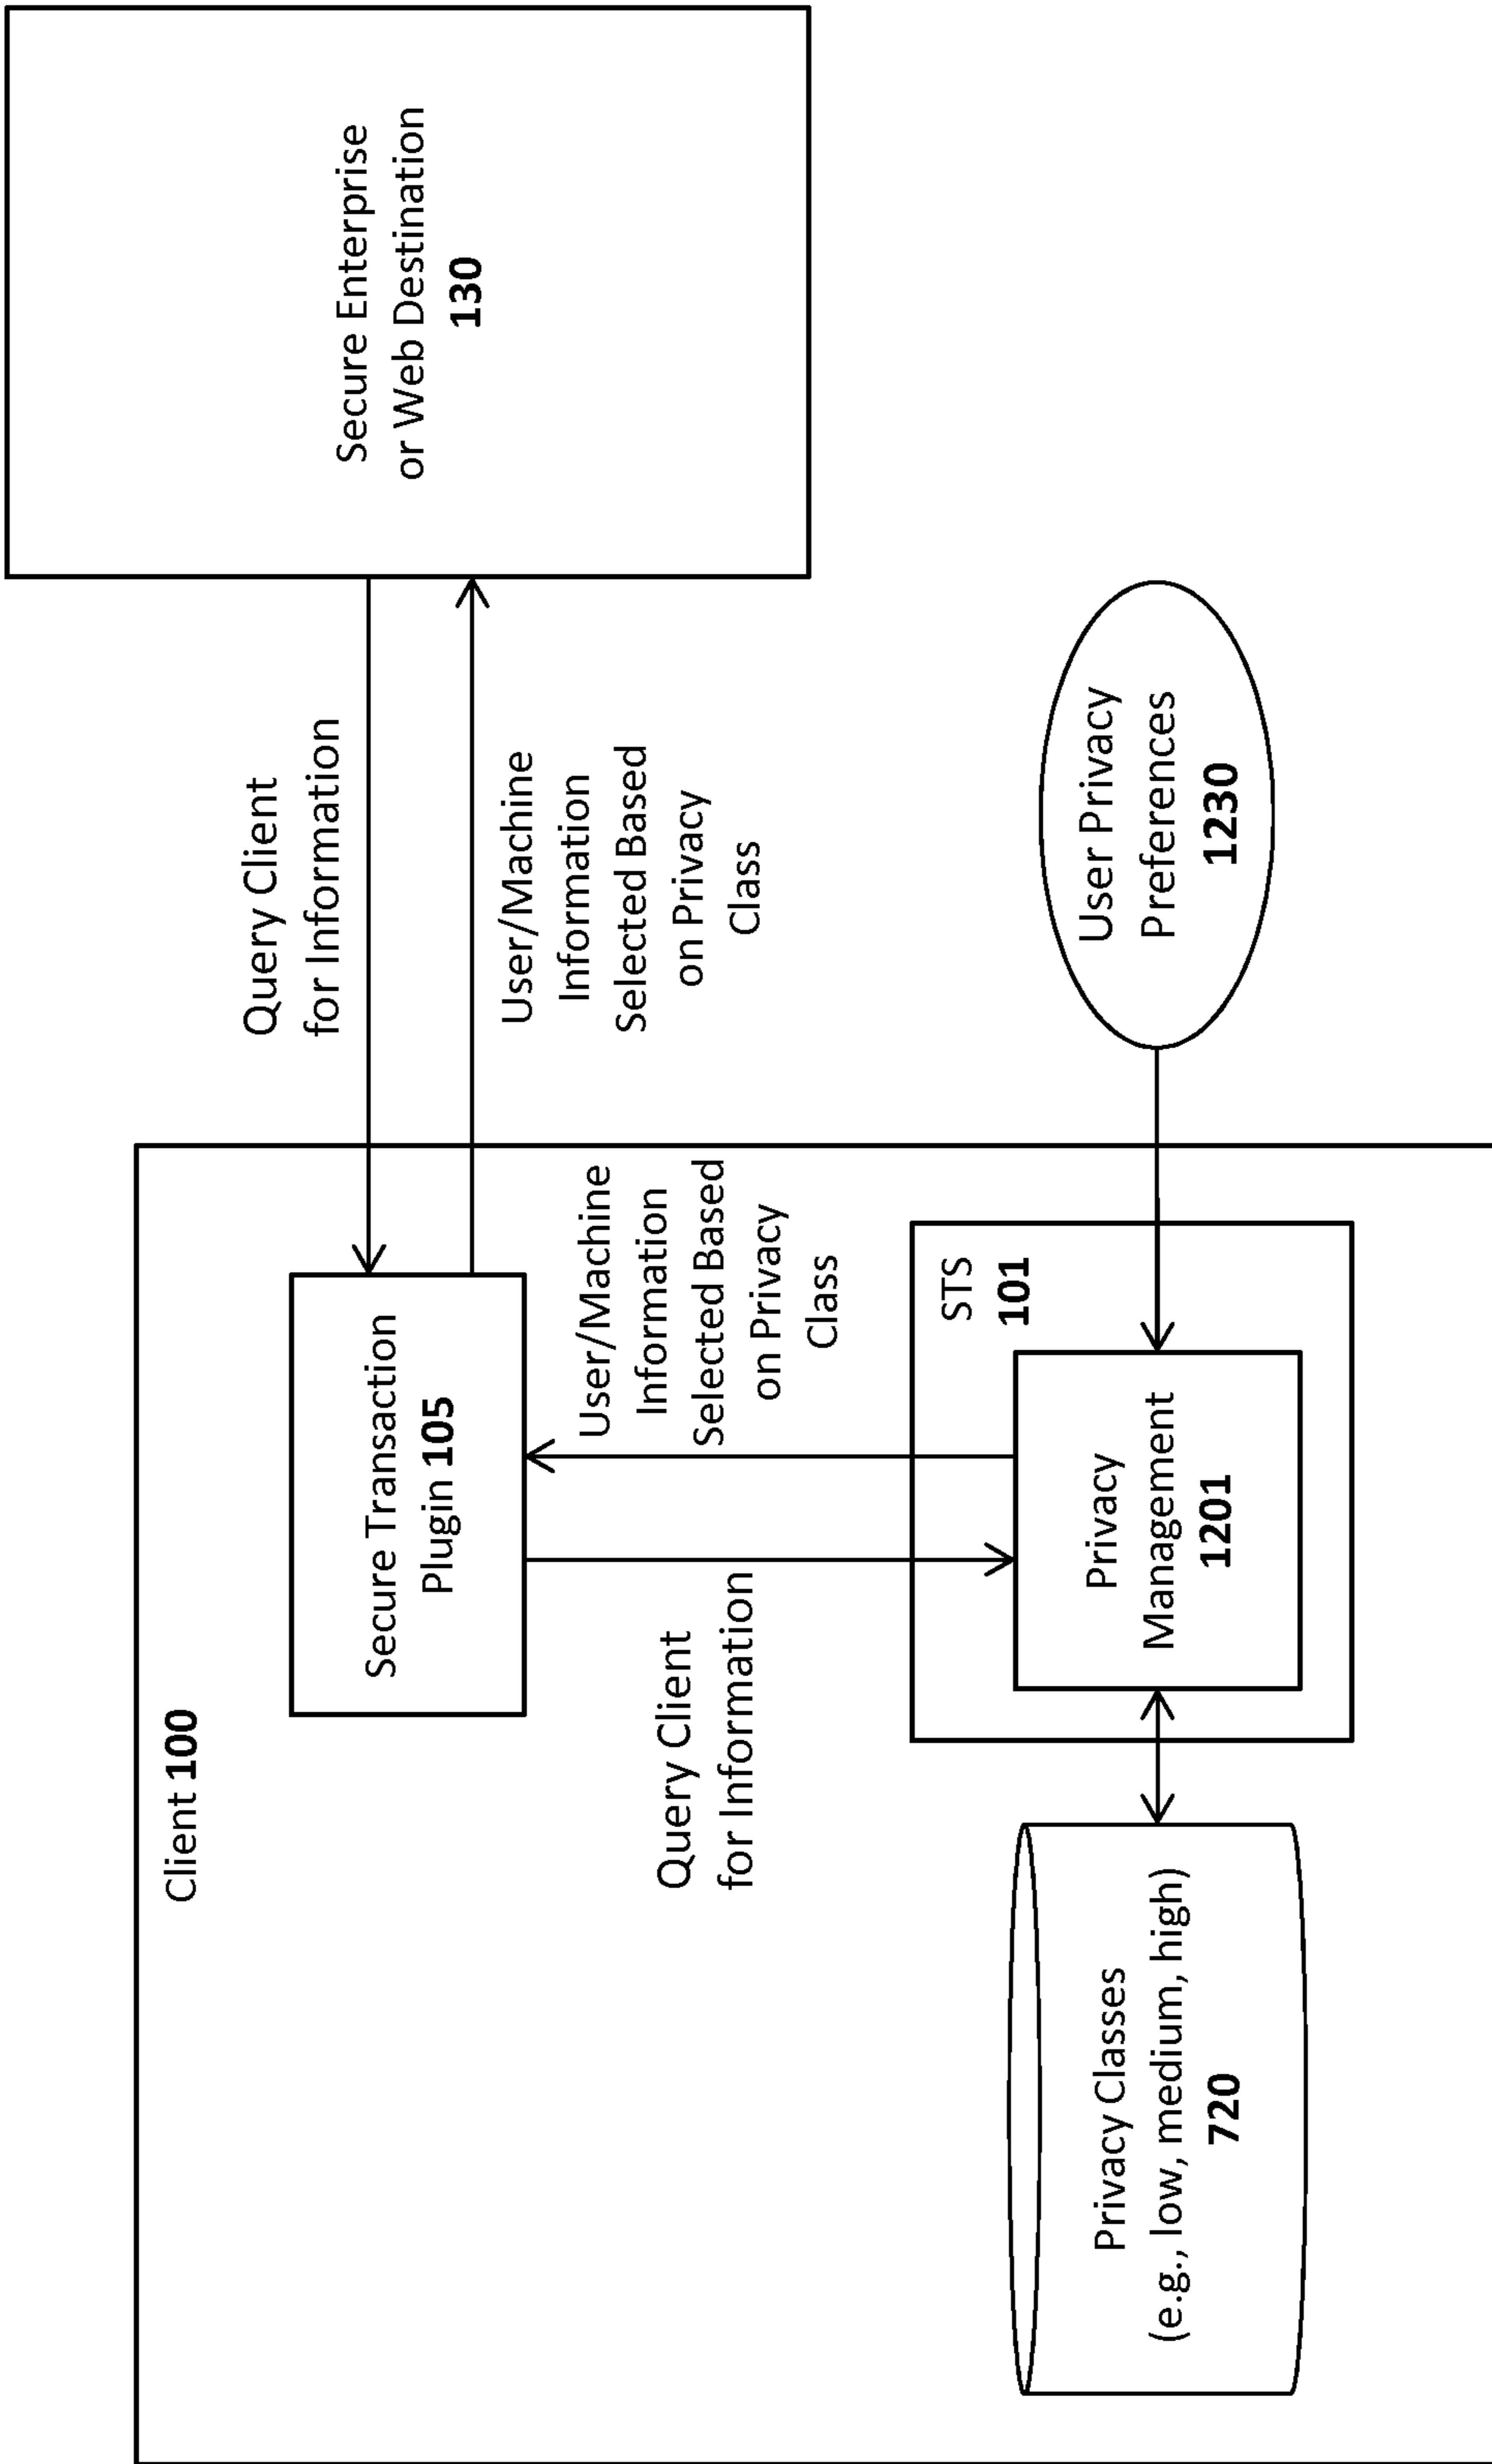 Client 100
Secure Transaction
Plugin 105
Query Client
for Information
User/Machine
Information
Selected Based
on Privacy
Class
Secure Enterprise
or Web Destination
130
Query Client
for Information
User/Machine
Information
Selected Based
on Privacy
Class
STS
101
Privacy
Management
1201
Privacy Classes
(e.g., low, medium, high)
720
User Privacy
Preferences
1230